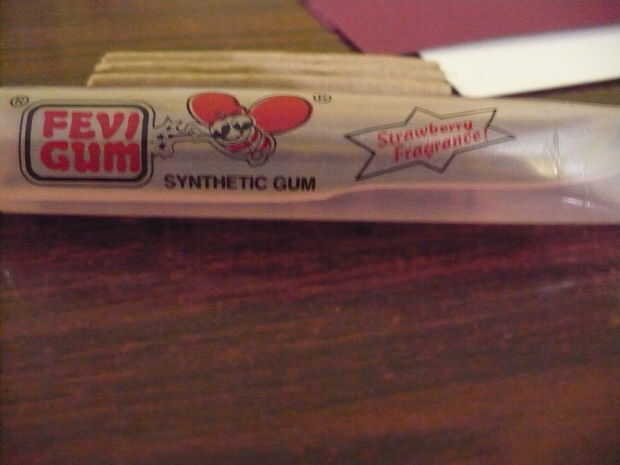 FEVI
GUM
SYNTHETIC GUM
Strawberry
Fragrance!